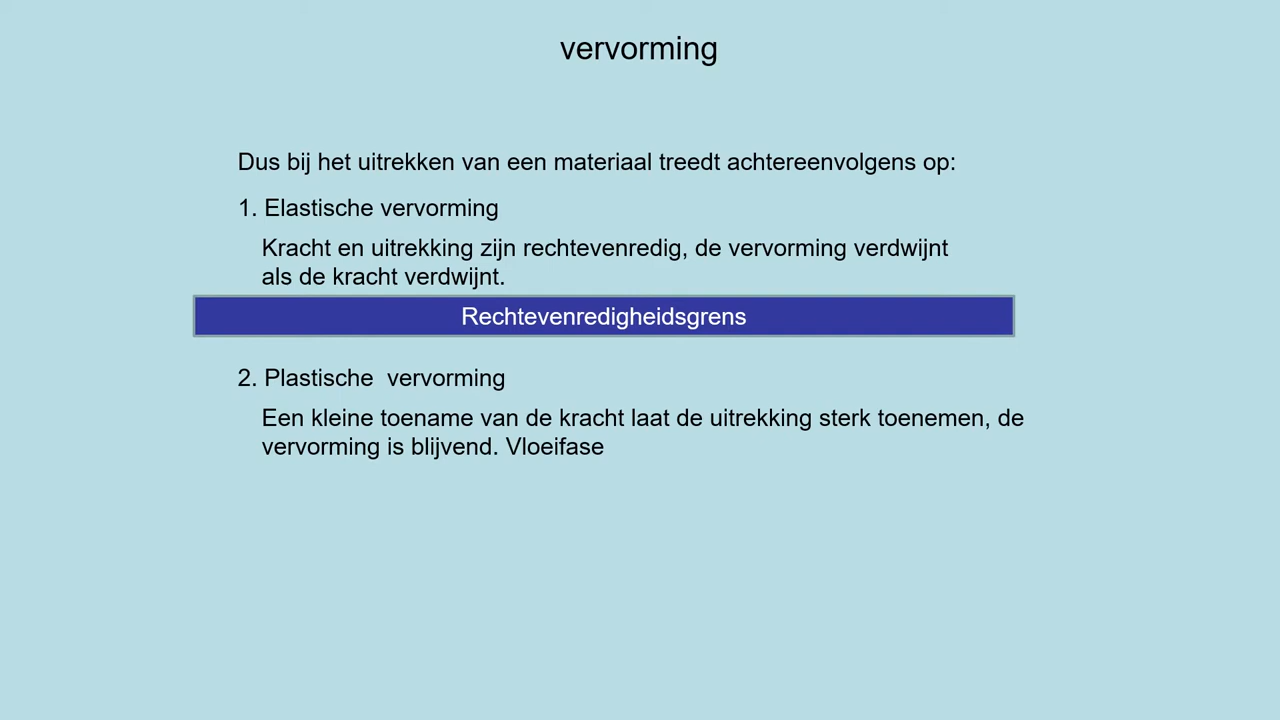 vervorming
Dus bij het uitrekken van een materiaal treedt achtereenvolgens op:
1. Elastische vervorming
Kracht en uitrekking zijn rechtevenredig, de vervorming verdwijnt
als de kracht verdwijnt.
Rechtevenredigheidsgrens
2. Plastische  vervorming
Een kleine toename van de kracht laat de uitrekking sterk toenemen, de
vervorming is blijvend. Vloeifase